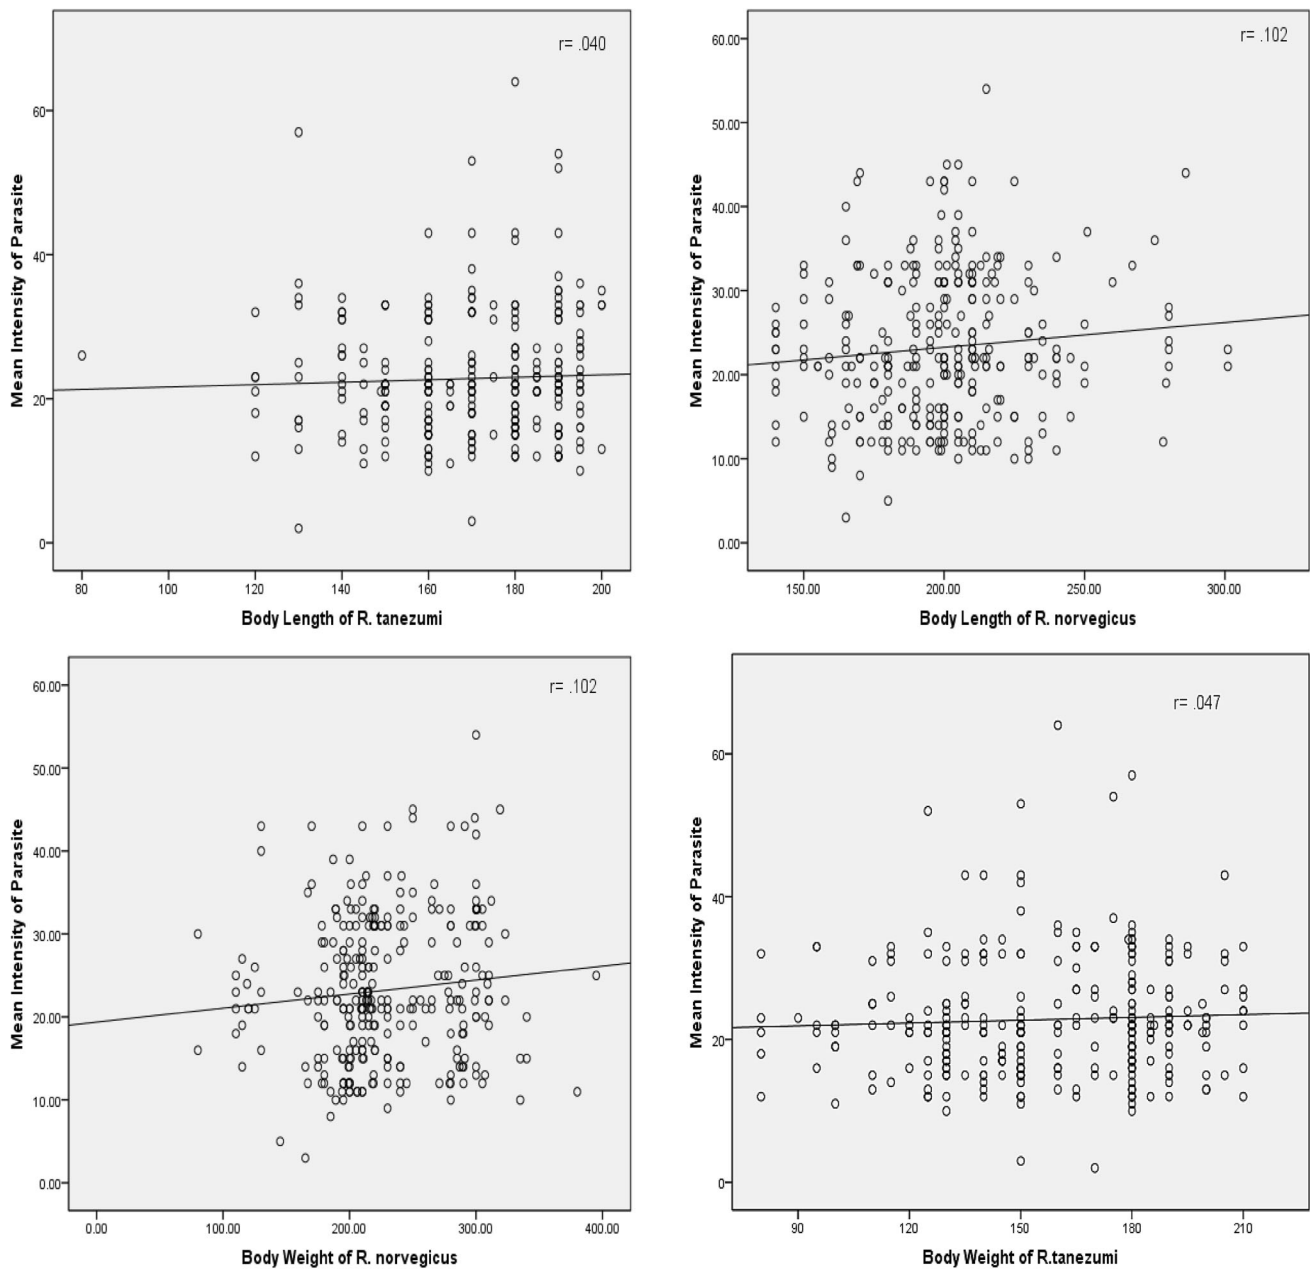 r= .040
Mean Intensity of Parasite
60
40
20
0
80 100 120 140 160 180 200
Body Length of R. tanezumi
r= .102
Mean Intensity of Parasite
60.00
50.00
40.00
30.00
20.00
10.00
0.00
150.00 200.00 250.00 300.00
Body Length of R. norvegicus
r= .102
Mean Intensity of Parasite
60.00
50.00
40.00
30.00
20.00
10.00
0.00
0.00 100.00 200.00 300.00 400.00
Body Weight of R. norvegicus
r= .047
Mean Intensity of Parasite
60
40
20
0
90 120 150 180 210
Body Weight of R.tanezumi